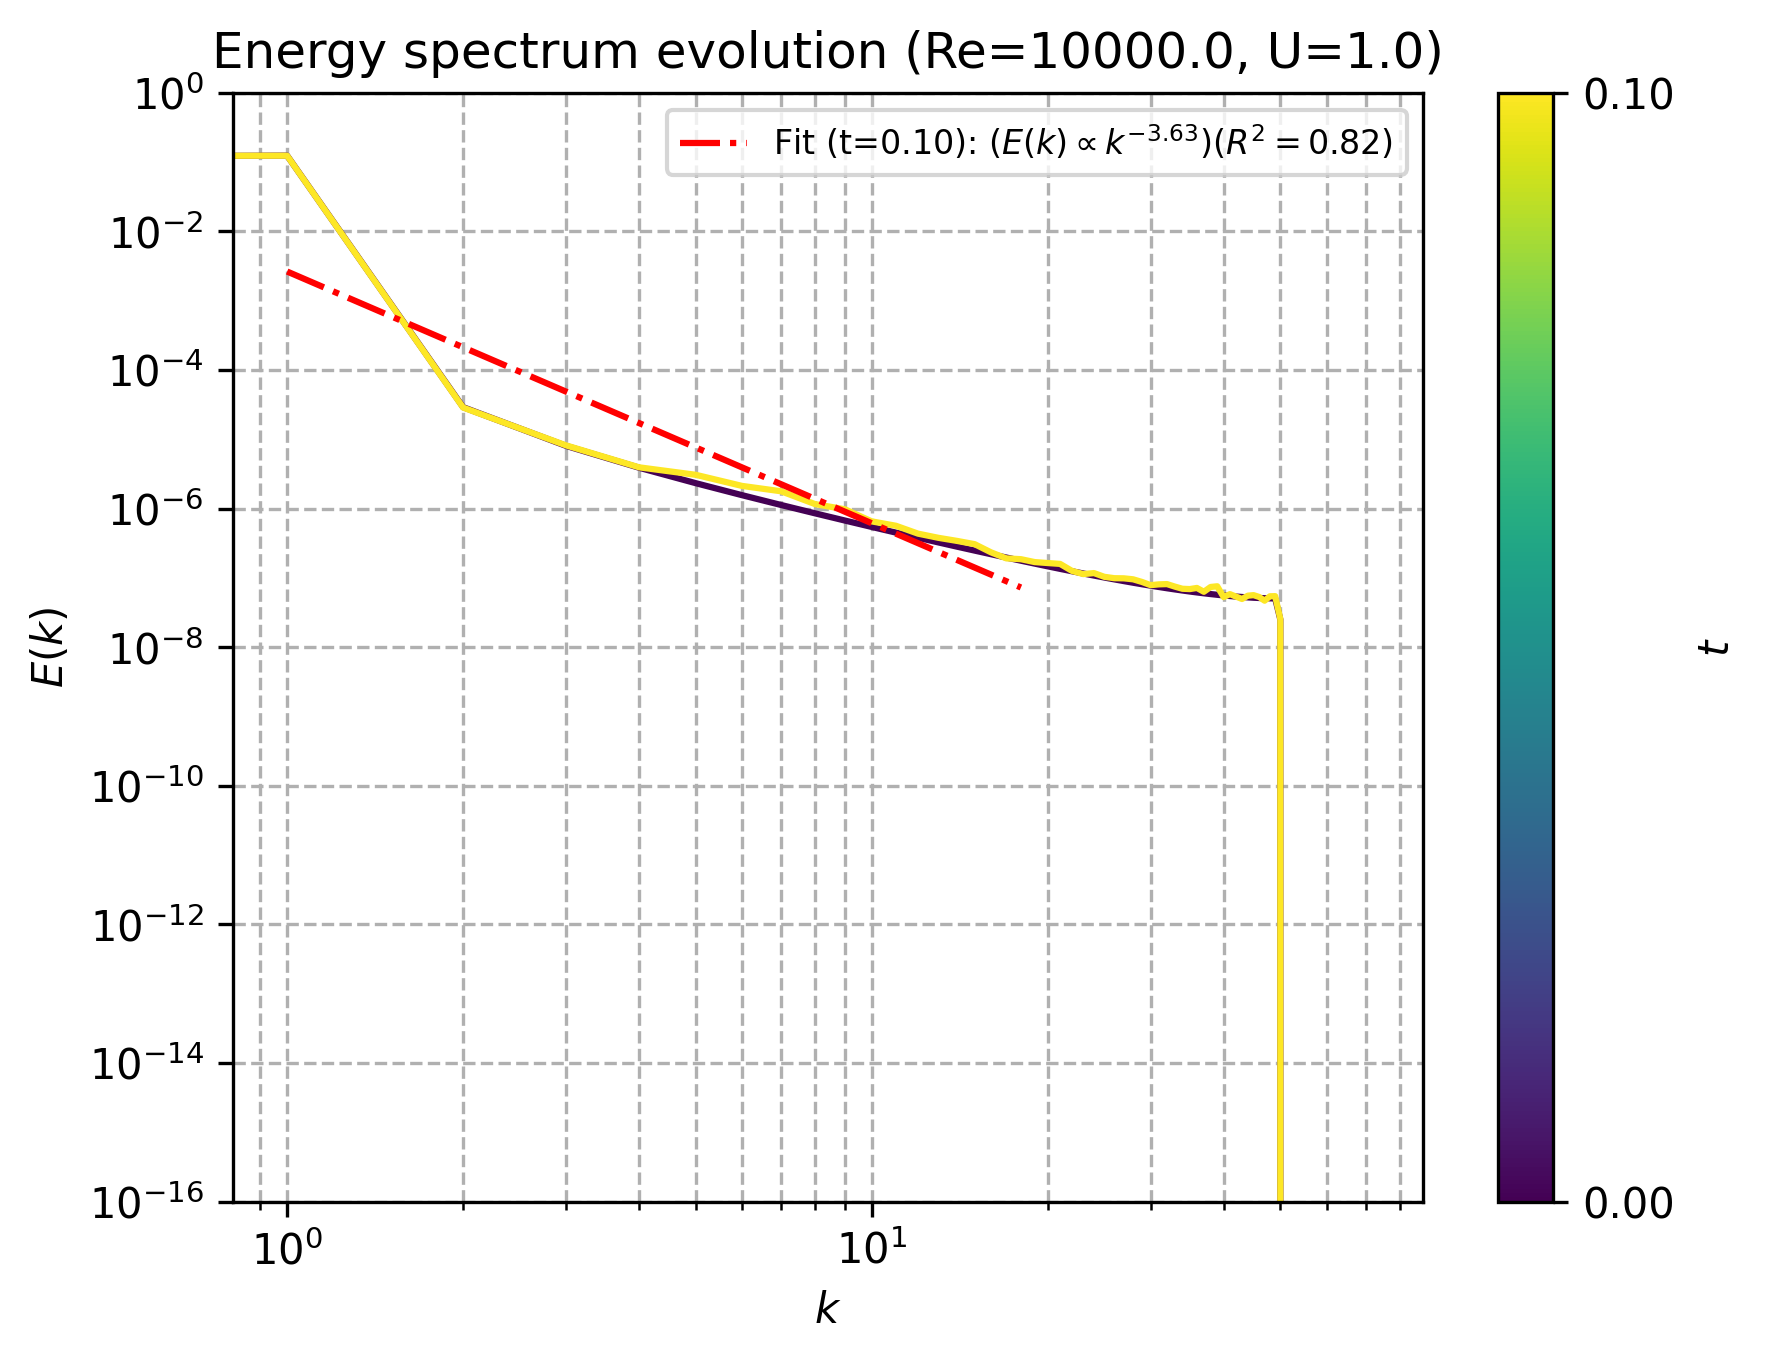 Energy spectrum evolution (Re=10000.0, U=1.0)
Fit (t=0.10): (E(k) ∝ k^{-3.63})(R^2 = 0.82)
10^0
10^{-2}
10^{-4}
10^{-6}
10^{-8}
10^{-10}
10^{-12}
10^{-14}
10^{-16}
E(k)
10^0
10^1
k
0.10
0.00
t